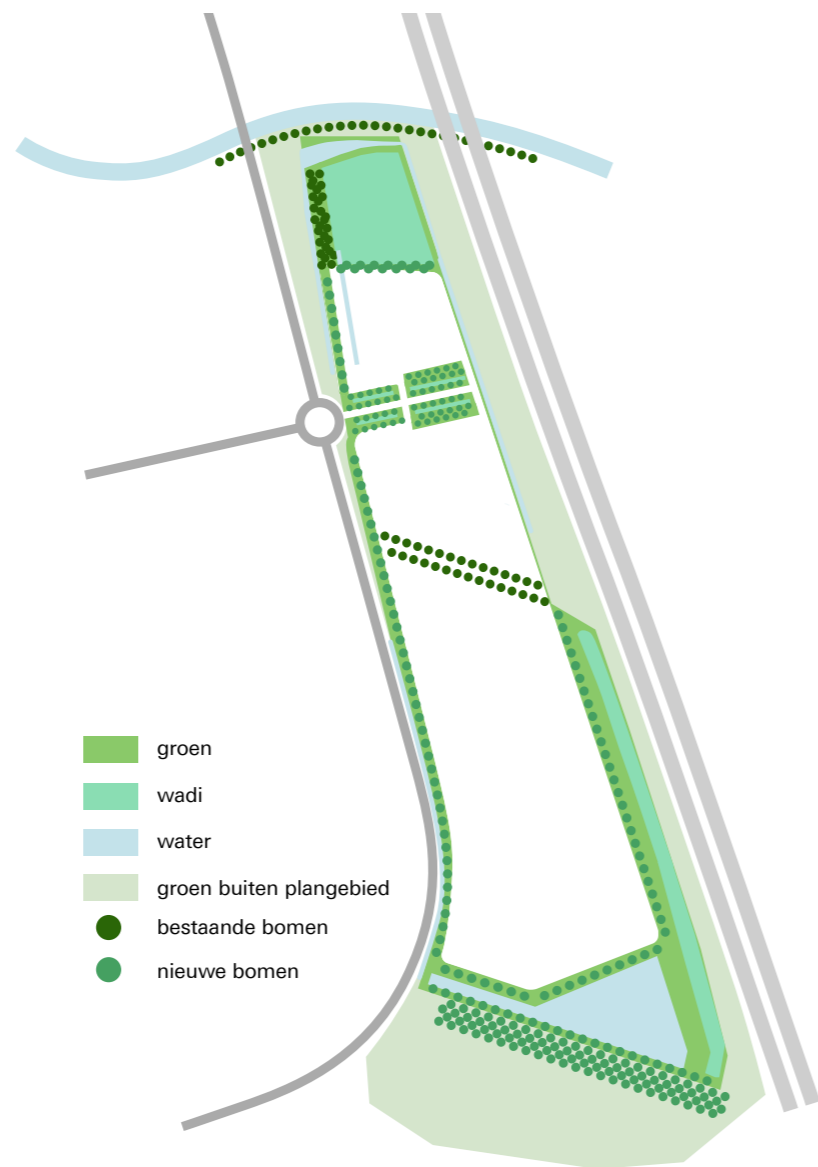 groen
wadi
water
groen buiten plangebied
bestaande bomen
nieuwe bomen